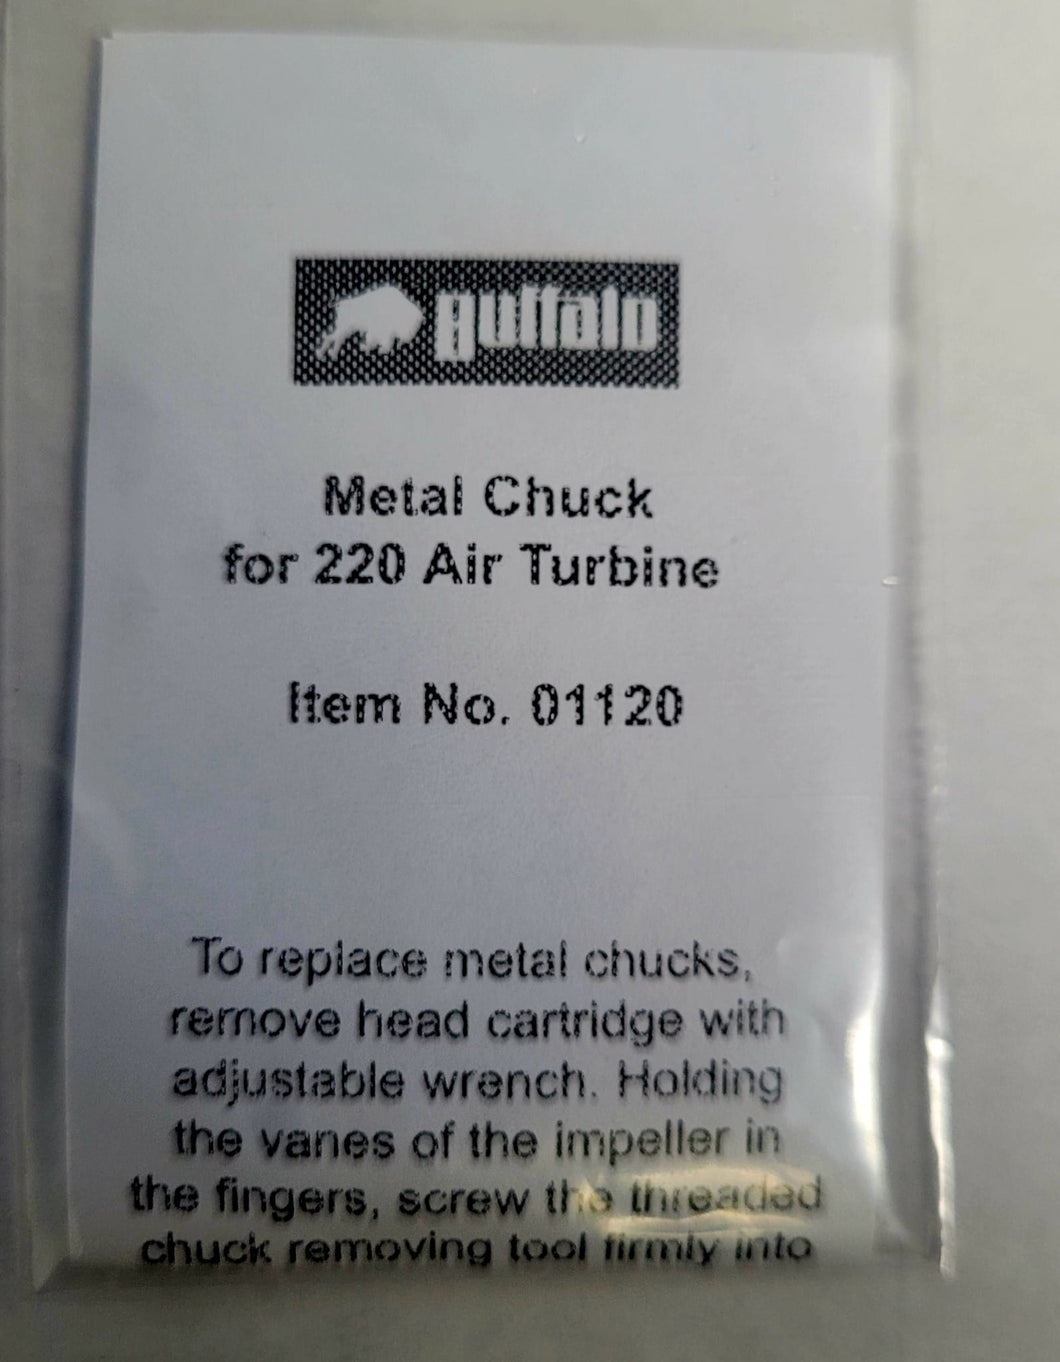 Buffalo
Metal Chuck
for 220 Air Turbine
Item No. 01120
To replace metal chucks,
remove head cartridge with
adjustable wrench. Holding
the vanes of the impeller in
the fingers, screw the threaded
chuck removing tool firmly into